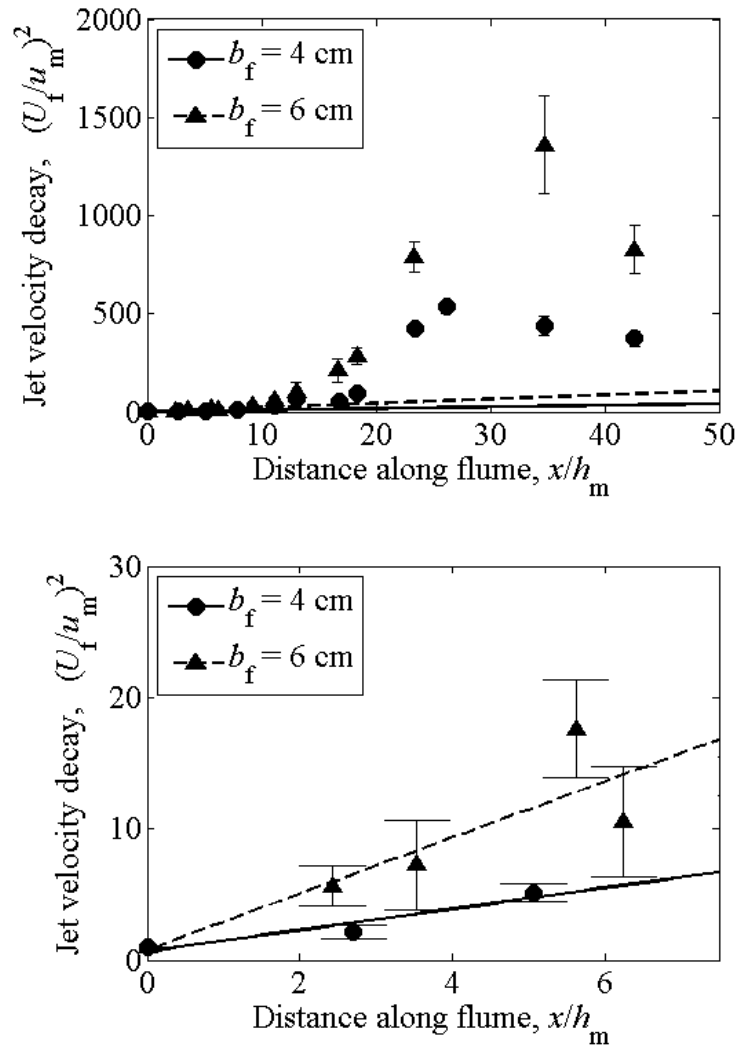 Jet velocity decay, (U_f/u_m)^2
2000
1500
1000
500
0
b_f = 4 cm
b_f = 6 cm
0 10 20 30 40 50
Distance along flume, x/h_m
Jet velocity decay, (U_f/u_m)^2
30
20
10
0
b_f = 4 cm
b_f = 6 cm
0 2 4 6
Distance along flume, x/h_m